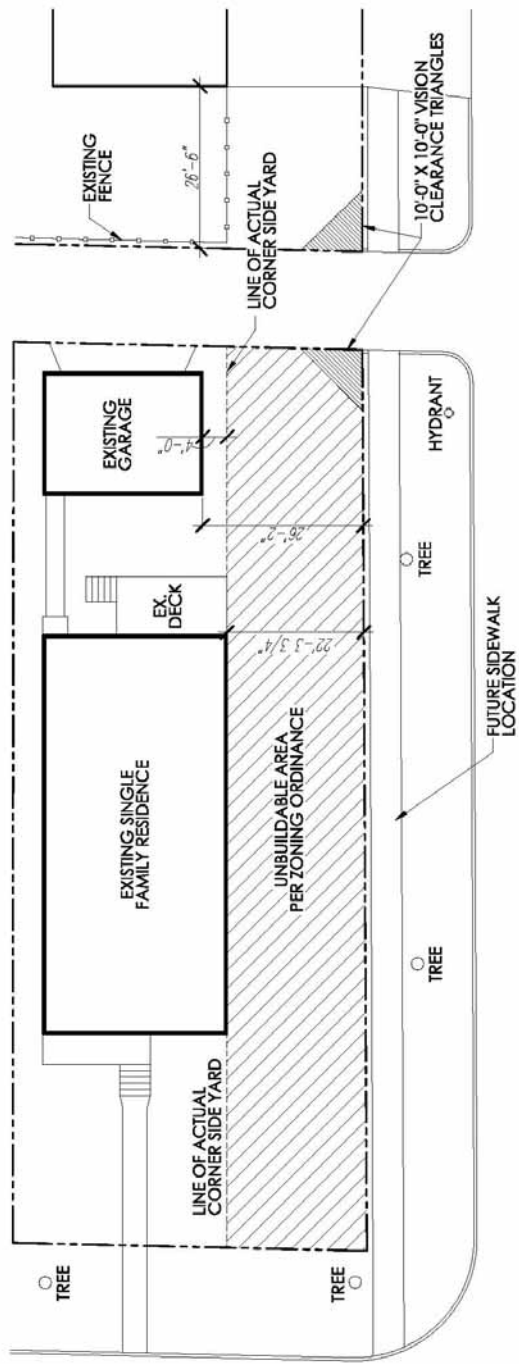 EXISTING
FENCE
26'-6"
LINE OF ACTUAL
CORNER SIDE YARD
10'-0" X 10'-0" VISION
CLEARANCE TRIANGLES
EXISTING
GARAGE
4'-0"
26'-2"
HYDRANT
EX.
DECK
22'-3 3/4"
TREE
EXISTING SINGLE
FAMILY RESIDENCE
UNBUILDABLE AREA
PER ZONING ORDINANCE
FUTURE SIDEWALK
LOCATION
TREE
LINE OF ACTUAL
CORNER SIDE YARD
TREE
TREE